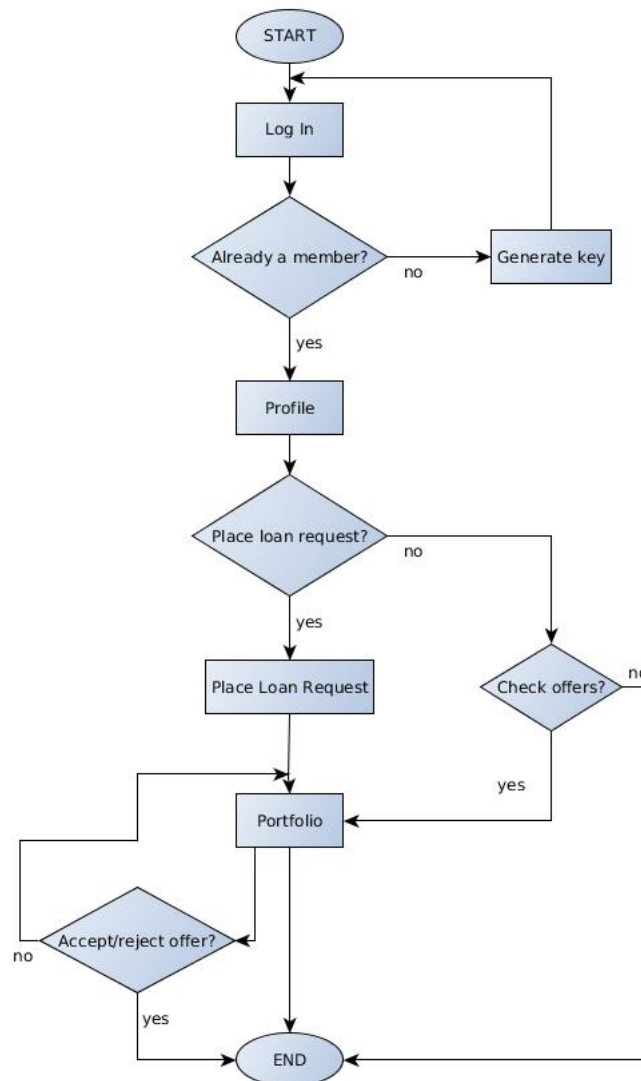 START
Log In
Already a member?
no
Generate key
yes
Profile
Place loan request?
no
yes
Place Loan Request
Check offers?
no
yes
Portfolio
Accept/reject offer?
no
yes
END